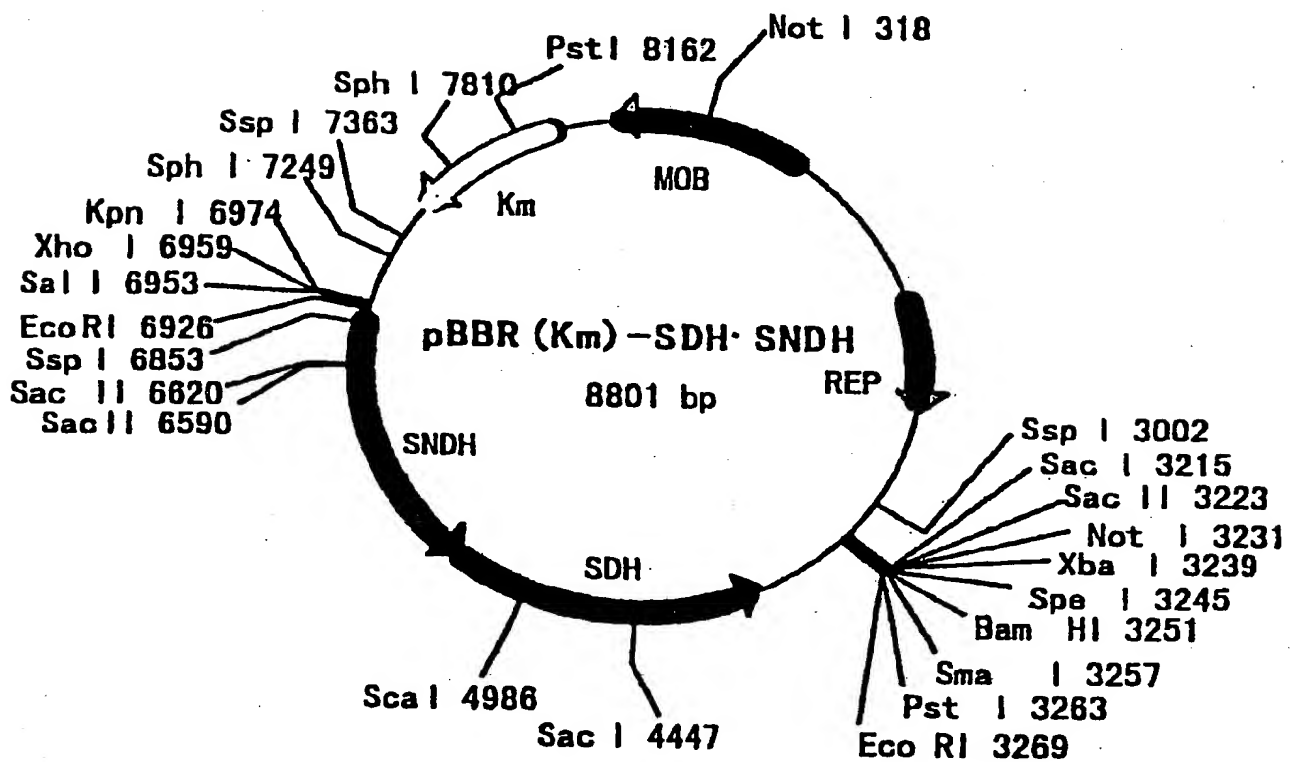 Not I 318
Pst I 8162
Sph I 7810
Ssp I 7363
Sph I 7249
Kpn I 6974
Xho I 6959
Sal I 6953
Eco RI 6926
Ssp I 6853
Sac II 6620
Sac II 6590
MOB
Km
pBBR (Km) -SDH· SNDH
8801 bp
REP
SNDH
SDH
Ssp I 3002
Sac I 3215
Sac II 3223
Not I 3231
Xba I 3239
Spe I 3245
Bam HI 3251
Sma I 3257
Pst I 3263
Eco RI 3269
Sca I 4986
Sac I 4447